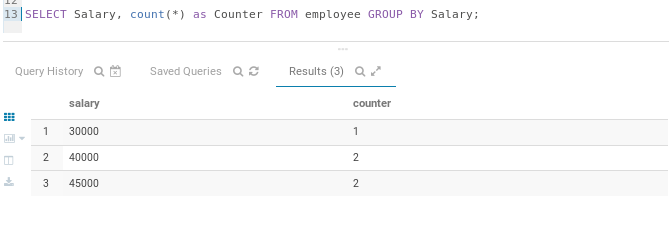 12
13 SELECT Salary, count(*) as Counter FROM employee GROUP BY Salary;
Query History Saved Queries Results (3)
salary counter
1 30000 1
2 40000 2
3 45000 2